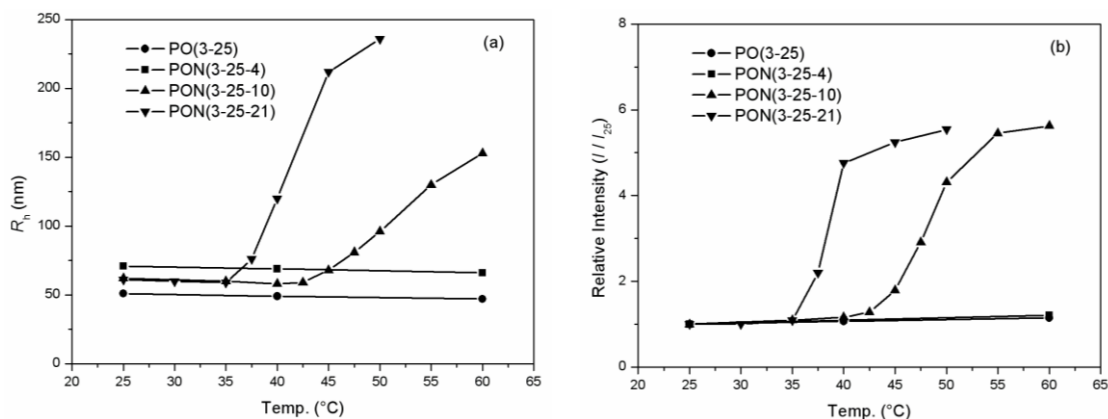 (a)
PO(3-25)
PON(3-25-4)
PON(3-25-10)
PON(3-25-21)
R_h (nm)
250
200
150
100
50
0
20 25 30 35 40 45 50 55 60 65
Temp. (°C)
(b)
PO(3-25)
PON(3-25-4)
PON(3-25-10)
PON(3-25-21)
Relative Intensity (I / I_25)
8
6
4
2
0
20 25 30 35 40 45 50 55 60 65
Temp. (°C)